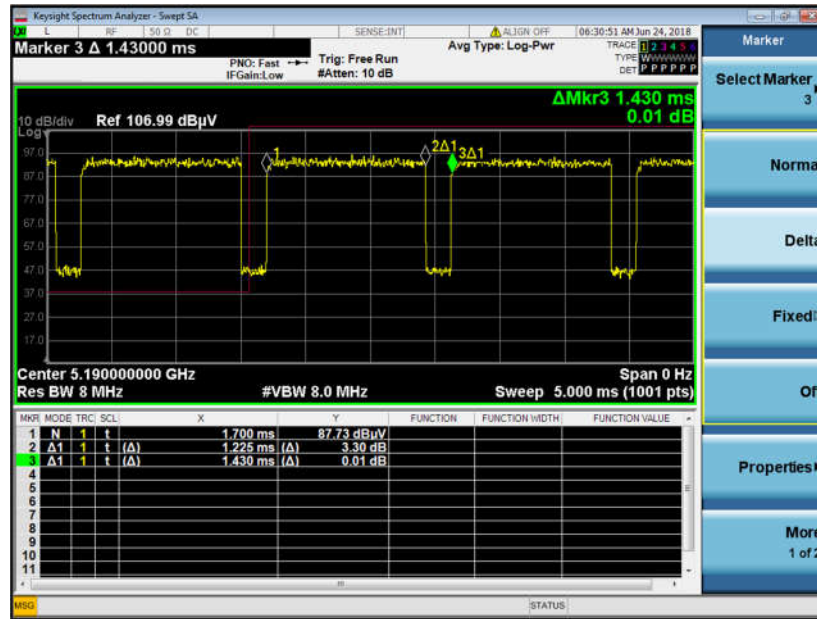 Keysight Spectrum Analyzer - Swept SA
L RF 50 Ω DC SENSE:INT ALIGN OFF 06:30:51 AM Jun 24, 2018
Marker 3 Δ 1.43000 ms
PNO: Fast
IFGain:Low
Trig: Free Run
#Atten: 10 dB
Avg Type: Log-Pwr
TRACE 1 2 3 4 5 6
TYPE WWWWWW
DET P P P P P P
ΔMkr3 1.430 ms
0.01 dB
10 dB/div Ref 106.99 dBµV
Log
97.0
87.0
77.0
67.0
57.0
47.0
37.0
27.0
17.0
1
2Δ1
3Δ1
Center 5.190000000 GHz Span 0 Hz
Res BW 8 MHz #VBW 8.0 MHz Sweep 5.000 ms (1001 pts)
MKR MODE TRC SCL X Y FUNCTION FUNCTION WIDTH FUNCTION VALUE
1 N 1 t 1.700 ms 87.73 dBµV
2 Δ1 1 t (Δ) 1.225 ms (Δ) 3.30 dB
3 Δ1 1 t (Δ) 1.430 ms (Δ) 0.01 dB
4
5
6
7
8
9
10
11
MSG STATUS
Marker
Select Marker
3
Norma
Delta
Fixed
Of
Properties
More
1 of 2